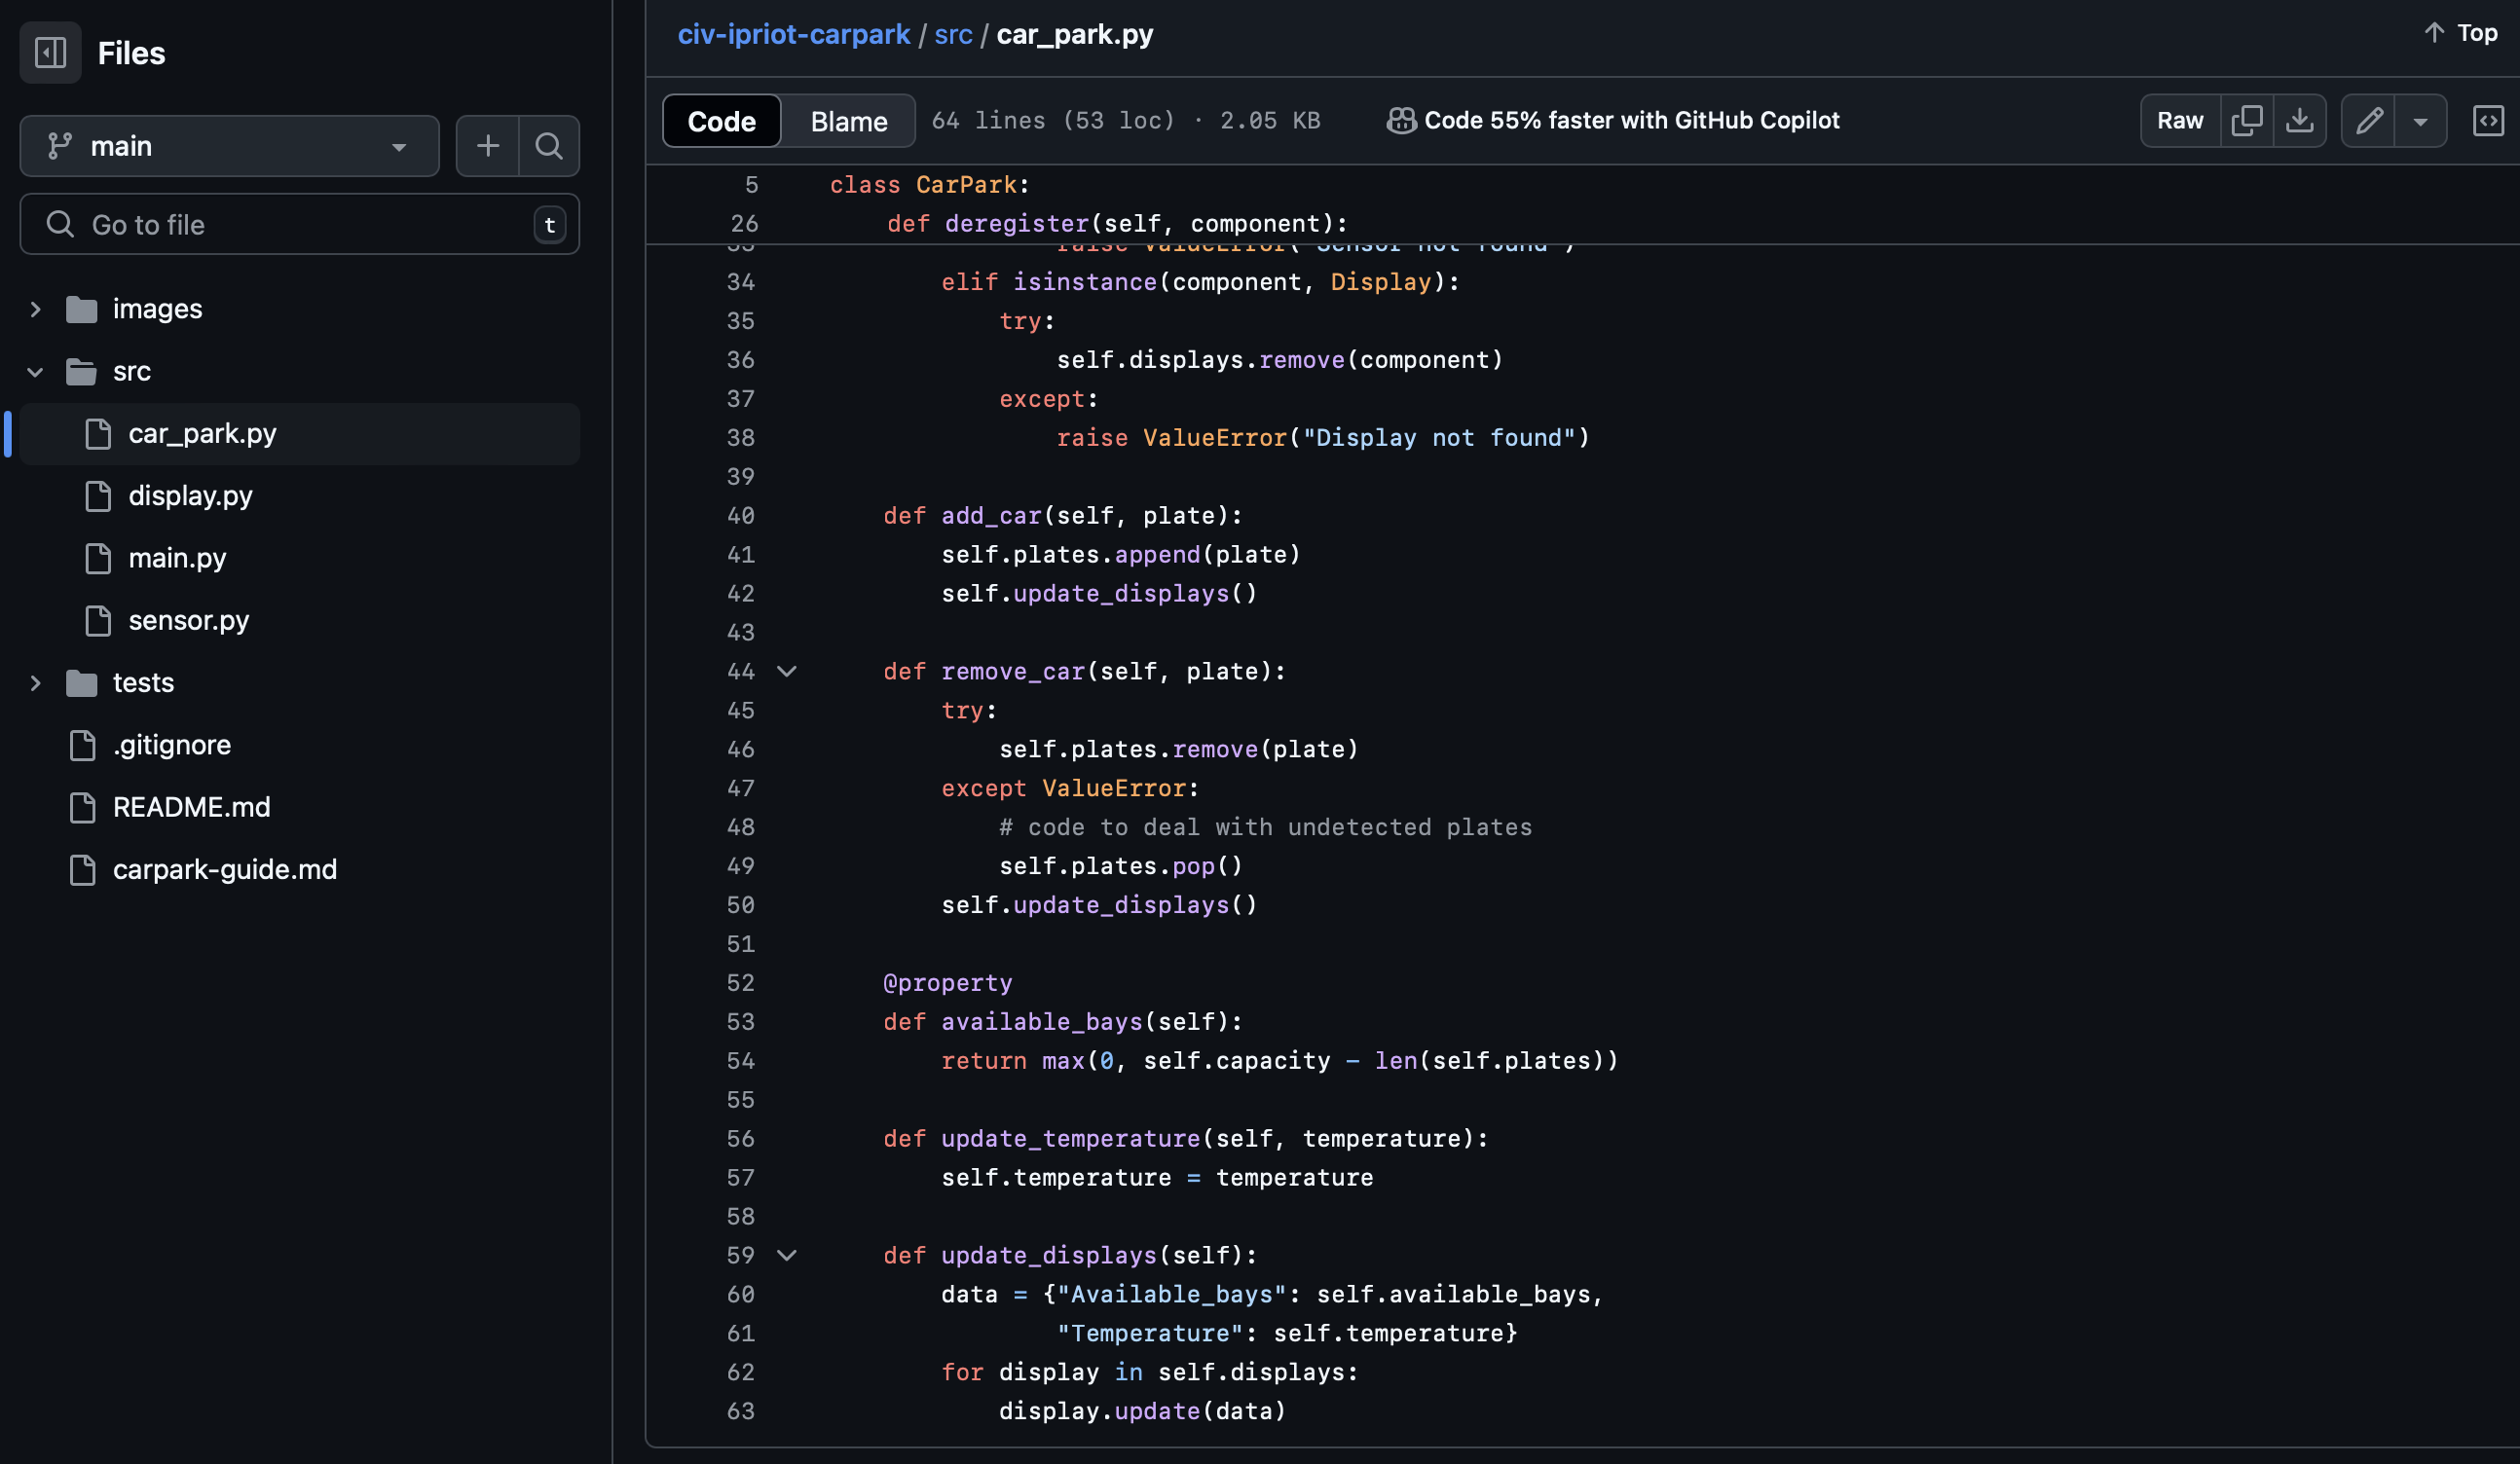 Files
main
Go to file
t
images
src
car_park.py
display.py
main.py
sensor.py
tests
.gitignore
README.md
carpark-guide.md
civ-ipriot-carpark / src / car_park.py
Top
Code
Blame
64 lines (53 loc) · 2.05 KB
Code 55% faster with GitHub Copilot
Raw
5 class CarPark:
26 def deregister(self, component):
33 raise ValueError("Sensor not found")
34 elif isinstance(component, Display):
35 try:
36 self.displays.remove(component)
37 except:
38 raise ValueError("Display not found")
39
40 def add_car(self, plate):
41 self.plates.append(plate)
42 self.update_displays()
43
44 def remove_car(self, plate):
45 try:
46 self.plates.remove(plate)
47 except ValueError:
48 # code to deal with undetected plates
49 self.plates.pop()
50 self.update_displays()
51
52 @property
53 def available_bays(self):
54 return max(0, self.capacity - len(self.plates))
55
56 def update_temperature(self, temperature):
57 self.temperature = temperature
58
59 def update_displays(self):
60 data = {"Available_bays": self.available_bays,
61 "Temperature": self.temperature}
62 for display in self.displays:
63 display.update(data)